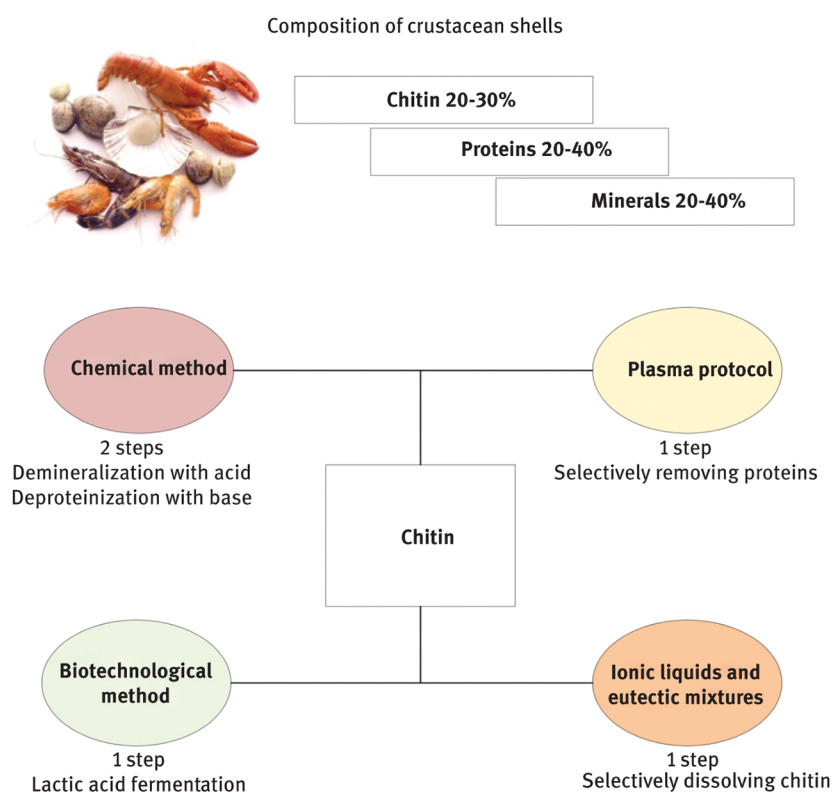 Composition of crustacean shells
Chitin 20-30%
Proteins 20-40%
Minerals 20-40%
Chemical method
2 steps
Demineralization with acid
Deproteinization with base
Plasma protocol
1 step
Selectively removing proteins
Chitin
Biotechnological
method
1 step
Lactic acid fermentation
Ionic liquids and
eutectic mixtures
1 step
Selectively dissolving chitin